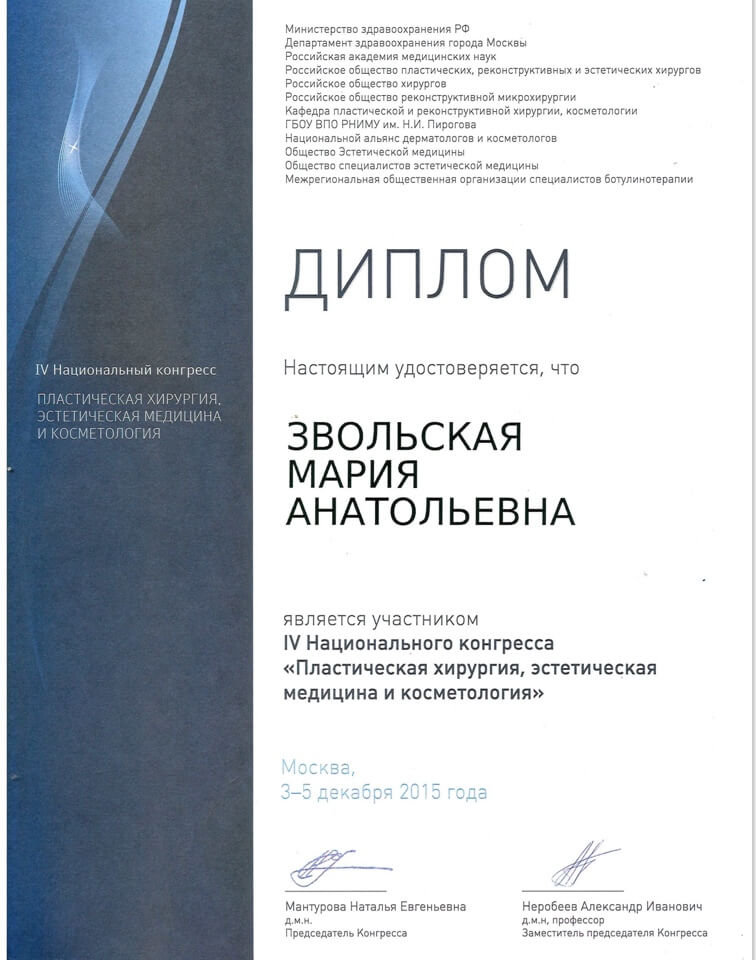 Министерство здравоохранения РФ
Департамент здравоохранения города Москвы
Российская академия медицинских наук
Российское общество пластических, реконструктивных и эстетических хирургов
Российское общество хирургов
Российское общество реконструктивной микрохирургии
Кафедра пластической и реконструктивной хирургии, косметологии
ГБОУ ВПО РНИМУ им. Н.И. Пирогова
Национальный альянс дерматологов и косметологов
Общество Эстетической медицины
Общество специалистов эстетической медицины
Межрегиональная общественная организации специалистов ботулинотерапии
ДИПЛОМ
IV Национальный конгресс
ПЛАСТИЧЕСКАЯ ХИРУРГИЯ,
ЭСТЕТИЧЕСКАЯ МЕДИЦИНА
И КОСМЕТОЛОГИЯ
Настоящим удостоверяется, что
ЗВОЛЬСКАЯ
МАРИЯ
АНАТОЛЬЕВНА
является участником
IV Национального конгресса
«Пластическая хирургия, эстетическая
медицина и косметология»
Москва,
3–5 декабря 2015 года
Мантурова Наталья Евгеньевна
д.м.н.
Председатель Конгресса
Неробеев Александр Иванович
д.м.н, профессор
Заместитель председателя Конгресса